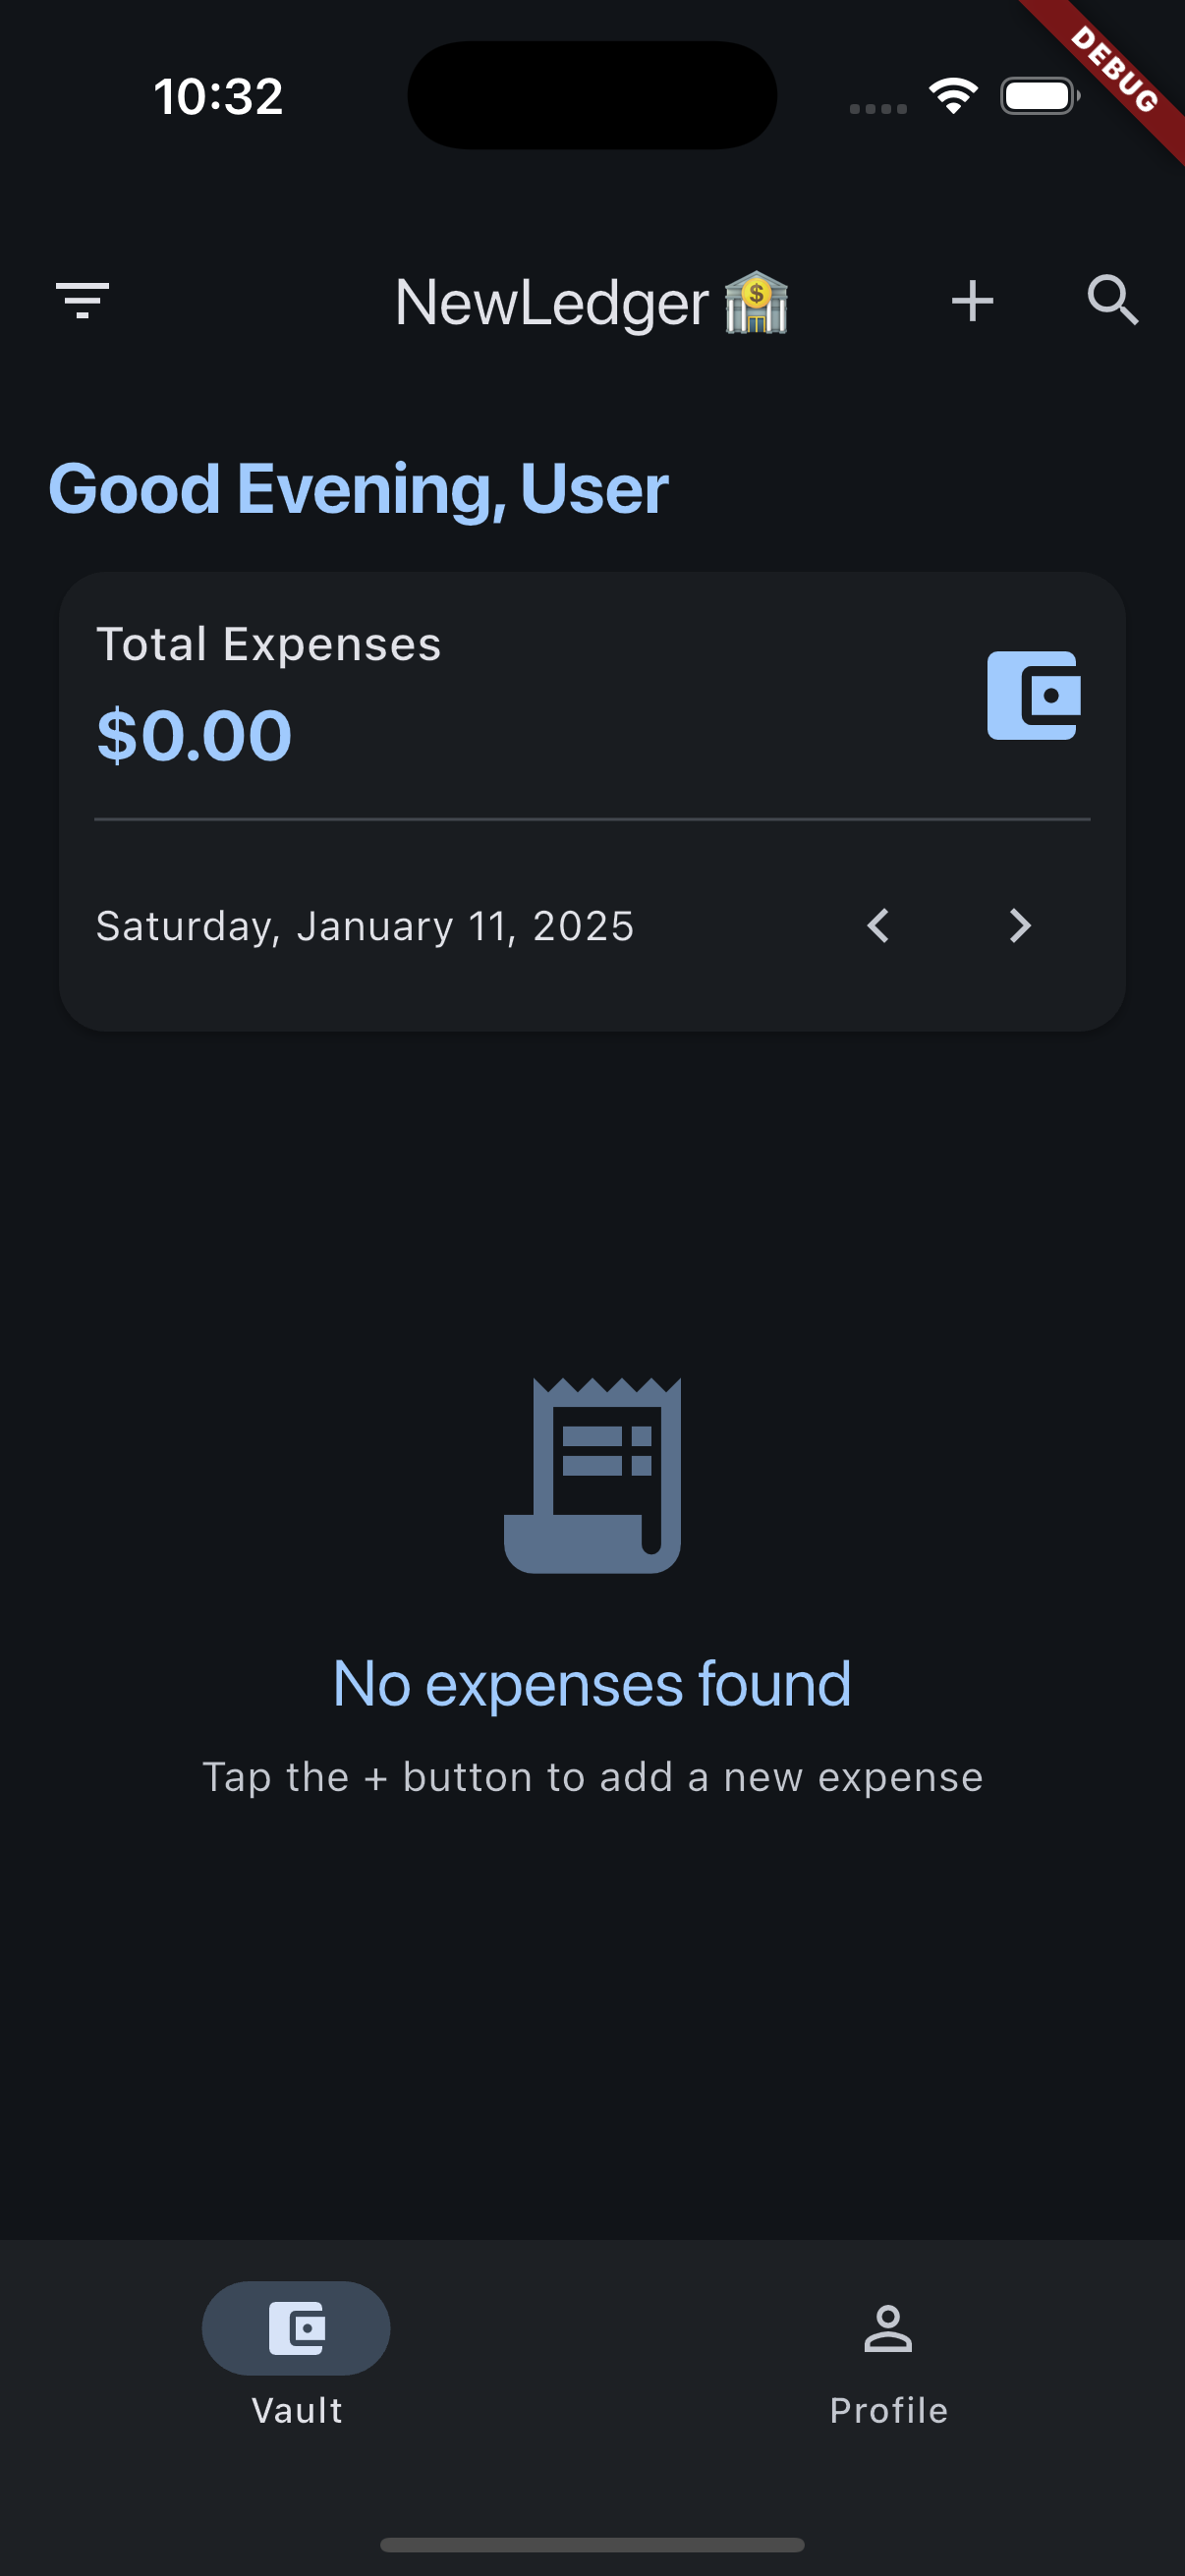 10:32
DEBUG
NewLedger 🏦
Good Evening, User
Total Expenses
$0.00
Saturday, January 11, 2025
No expenses found
Tap the + button to add a new expense
Vault
Profile